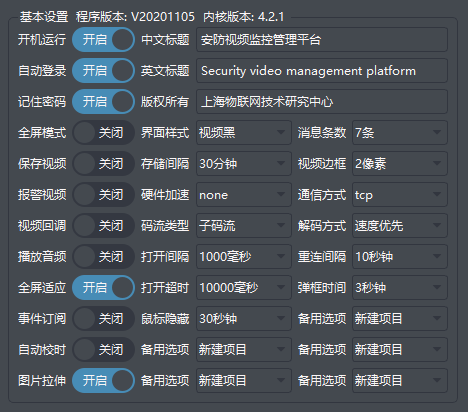 基本设置 程序版本: V20201105 内核版本: 4.2.1
开机运行 开启 中文标题 安防视频监控管理平台
自动登录 开启 英文标题 Security video management platform
记住密码 开启 版权所有 上海物联网技术研究中心
全屏模式 关闭 界面样式 视频黑 消息条数 7条
保存视频 关闭 存储间隔 30分钟 视频边框 2像素
报警视频 关闭 硬件加速 none 通信方式 tcp
视频回调 关闭 码流类型 子码流 解码方式 速度优先
播放音频 关闭 打开间隔 1000毫秒 重连间隔 10秒钟
全屏适应 开启 打开超时 10000毫秒 弹框时间 3秒钟
事件订阅 关闭 鼠标隐藏 30秒钟 备用选项 新建项目
自动校时 关闭 备用选项 新建项目 备用选项 新建项目
图片拉伸 开启 备用选项 新建项目 备用选项 新建项目